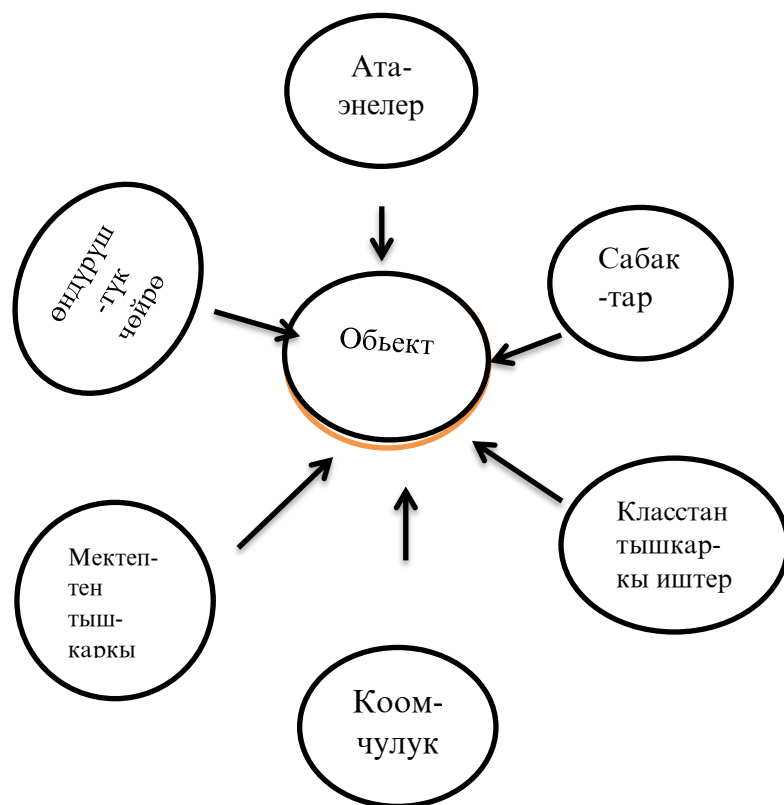 Ата-
энелер
өндүрүш
-түк
чөйрө
Сабак
-тар
Обьект
Класстан
тышкар-
кы иштер
Мектеп-
тен
тыш-
каркы
Коом-
чулук